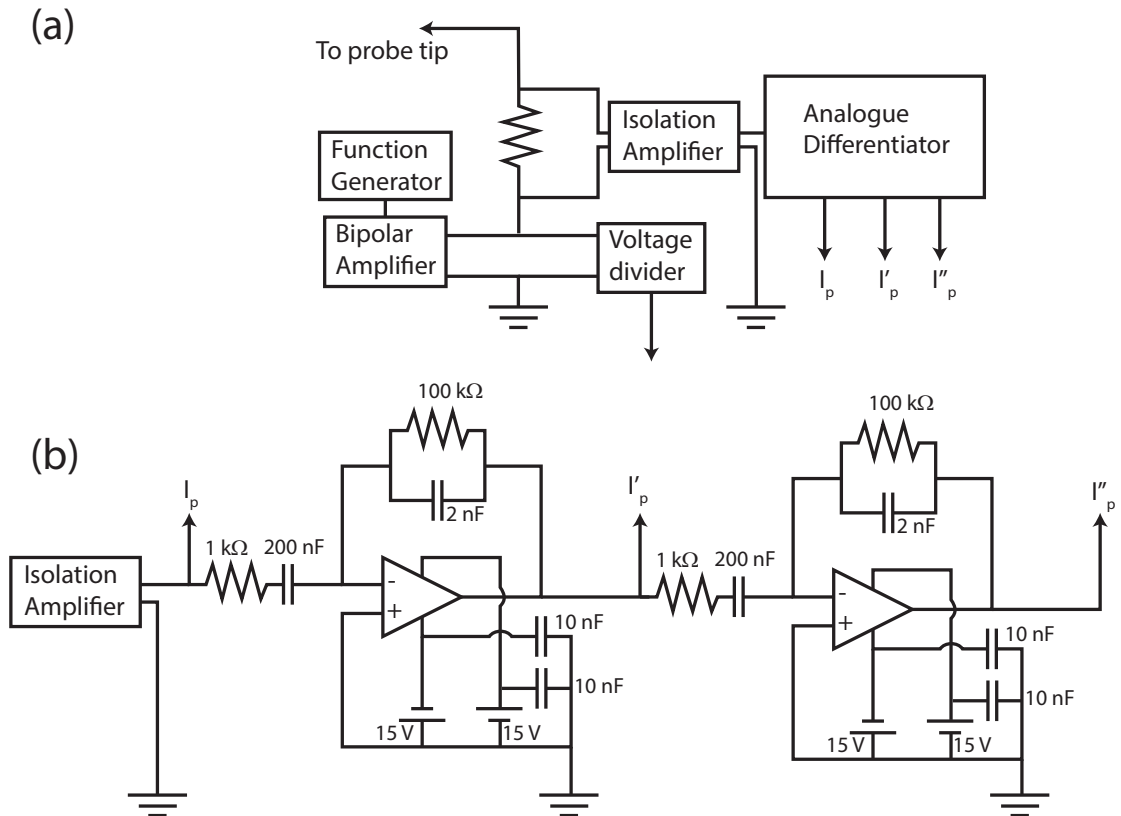 (a)
To probe tip
Function
Generator
Bipolar
Amplifier
Isolation
Amplifier
Voltage
divider
Analogue
Differentiator
Iₚ
I′ₚ
I″ₚ
(b)
Isolation
Amplifier
Iₚ
1 kΩ
200 nF
100 kΩ
2 nF
-
+
10 nF
10 nF
15 V
15 V
I′ₚ
1 kΩ
200 nF
100 kΩ
2 nF
-
+
10 nF
10 nF
15 V
15 V
I″ₚ